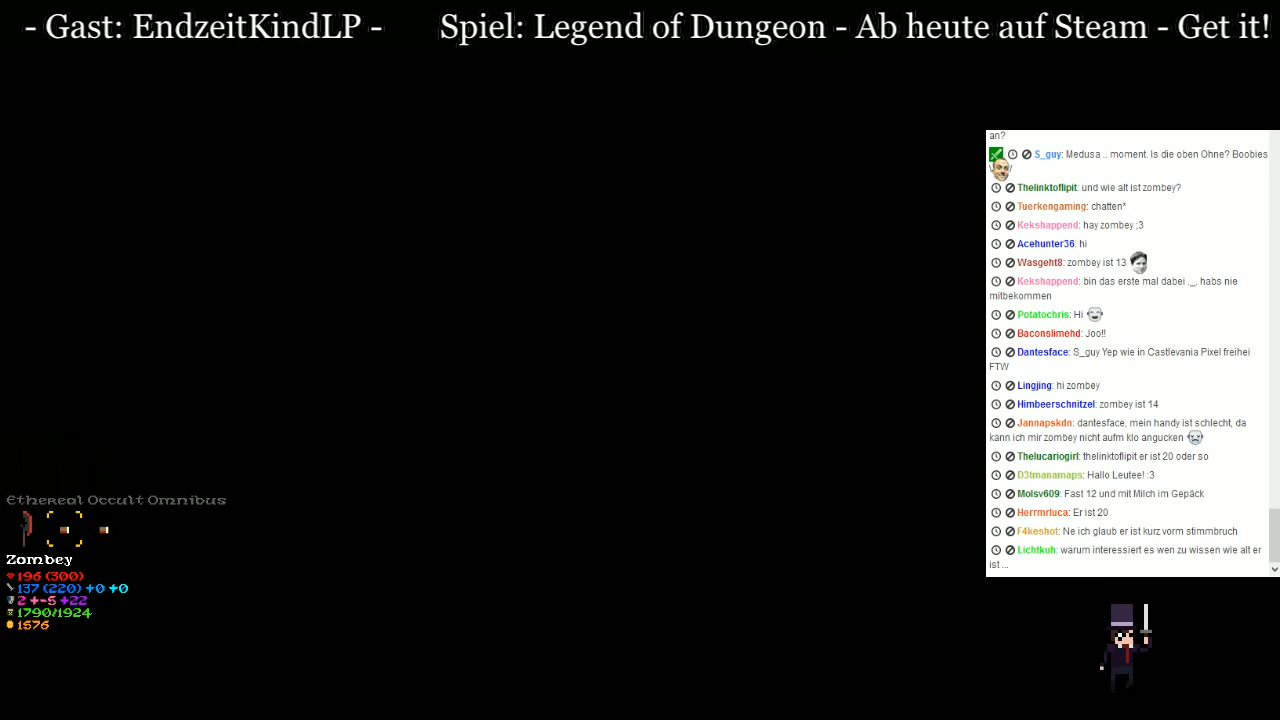 - Gast: EndzeitKindLP - Spiel: Legend of Dungeon - Ab heute auf Steam - Get it!
an?
S_guy: Medusa .. moment. Is die oben Ohne? Boobies
Thelinktoflipit: und wie alt ist zombey?
Tuerkengaming: chatten*
Kekshappend: hay zombey ;3
Acehunter36: hi
Wasgeht8: zombey ist 13
Kekshappend: bin das erste mal dabei ._. habs nie
mitbekommen
Potatochris: Hi
Baconslimehd: Joo!!
Dantesface: S_guy Yep wie in Castlevania Pixel freihei
FTW
Lingjing: hi zombey
Himbeerschnitzel: zombey ist 14
Jannapskdn: dantesface, mein handy ist schlecht, da
kann ich mir zombey nicht aufm klo angucken
Thelucariogirl: thelinktoflipit er ist 20 oder so
D3tmanamaps: Hallo Leutee! :3
Molsv609: Fast 12 und mit Milch im Gepäck
Herrmrluca: Er ist 20
F4keshot: Ne ich glaub er ist kurz vorm stimmbruch
Lichtkuh: warum interessiert es wen zu wissen wie alt er
ist ...
Ethereal Occult Omnibus
Zombey
196 (300)
137 (220) +0 +0
2 +-5 +22
1790/1924
1576